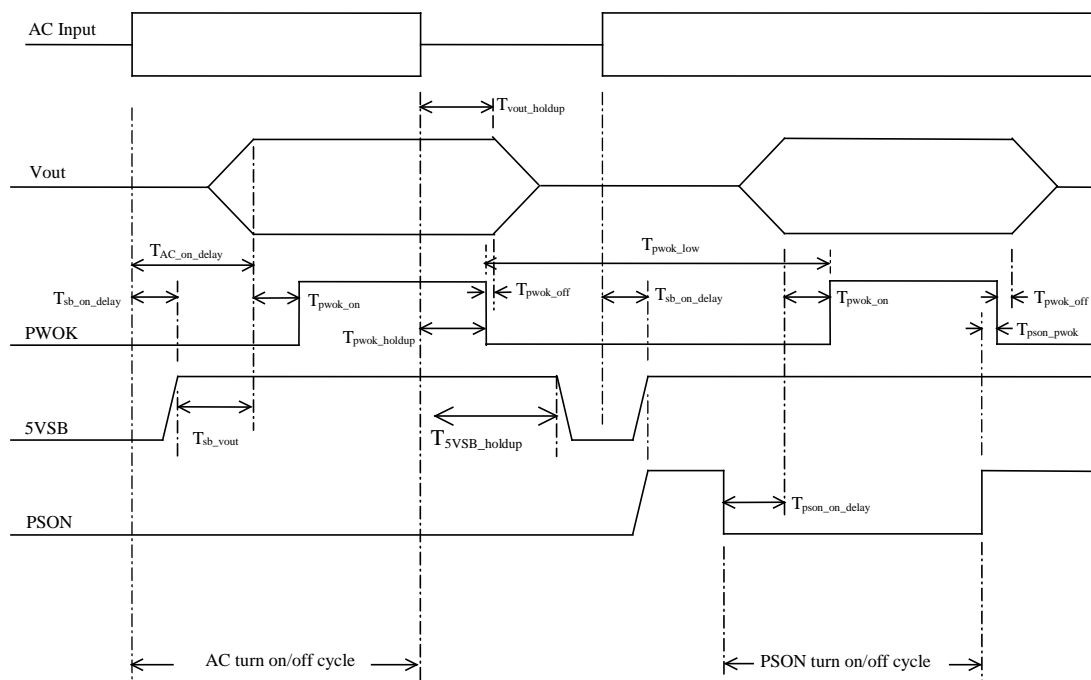 AC Input
Tvout_holdup
Vout
TAC_on_delay
Tpwok_low
Tsb_on_delay
Tpwok_on
Tpwok_off
Tsb_on_delay
Tpwok_on
Tpwok_off
PWOK
Tpwok_holdup
Tpson_pwok
5VSB
Tsb_vout
T5VSB_holdup
PSON
Tpson_on_delay
AC turn on/off cycle
PSON turn on/off cycle